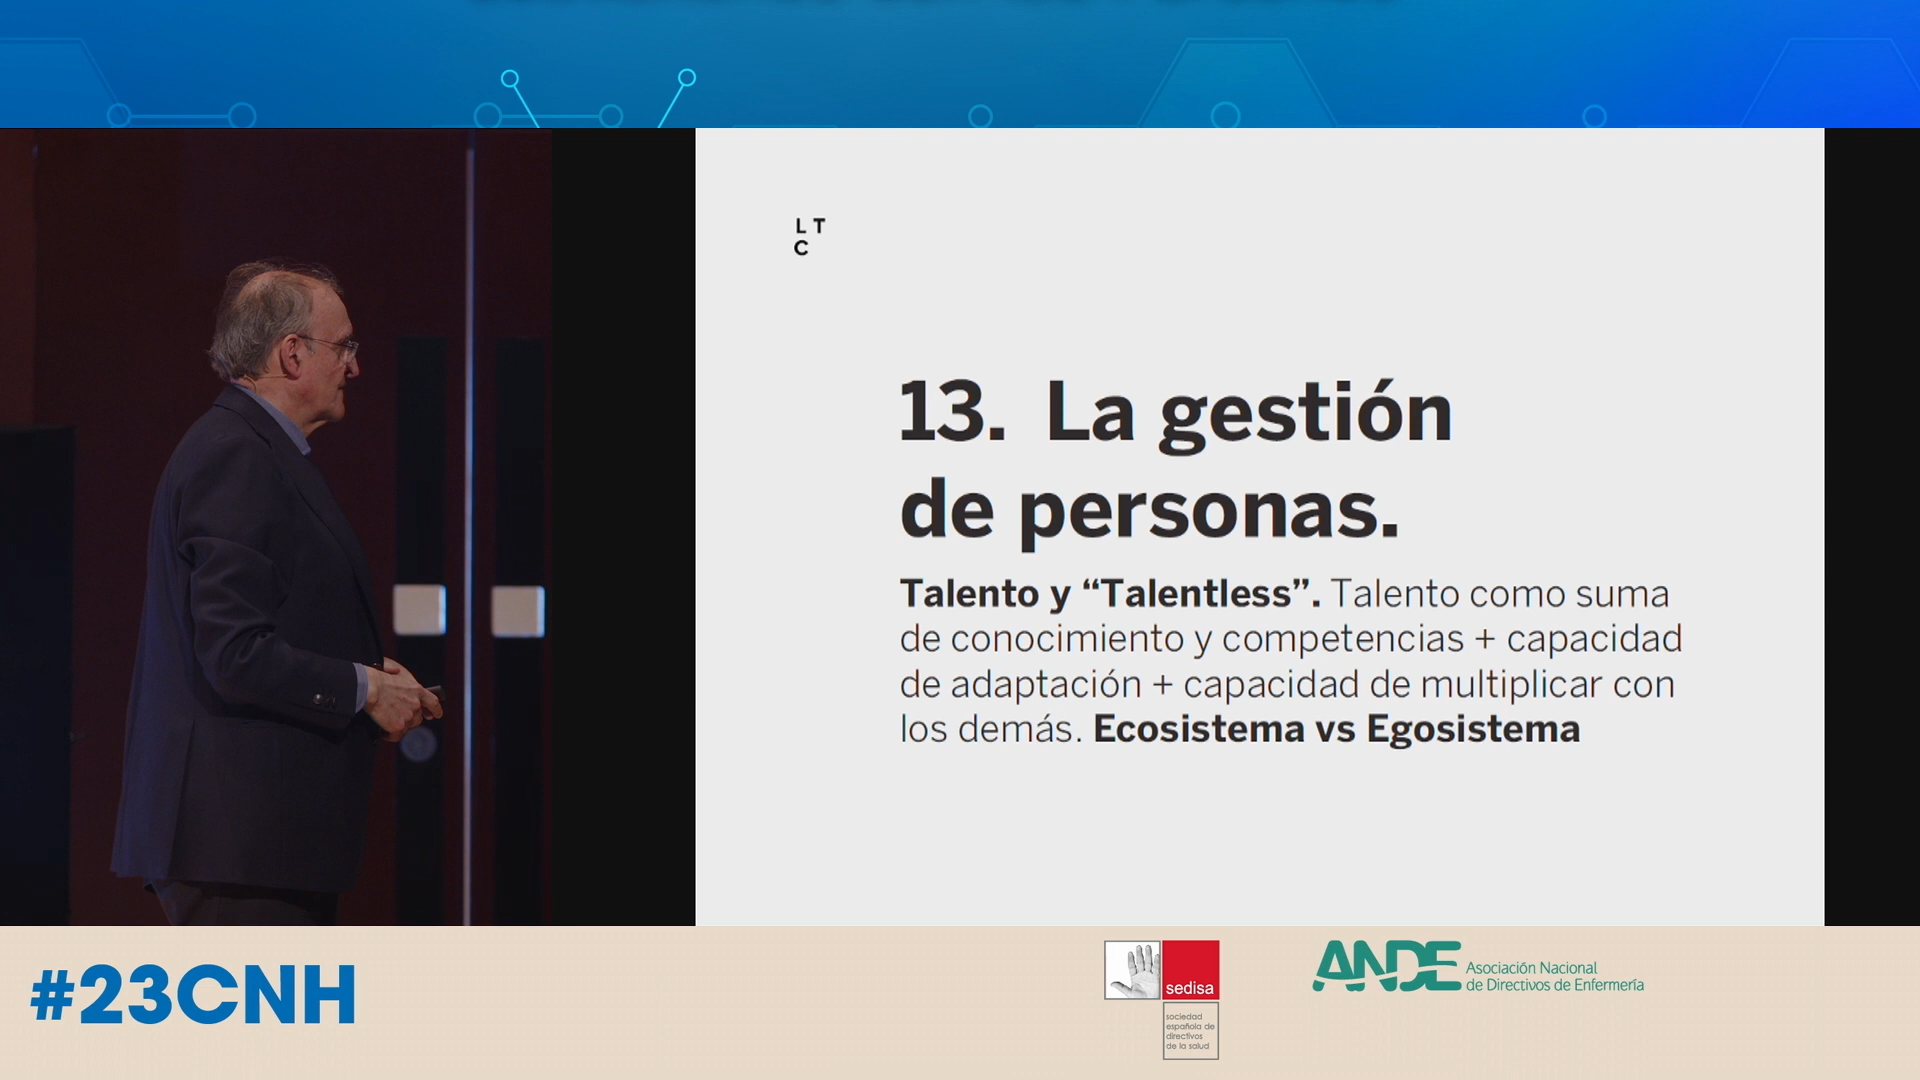 L T
C
13. La gestión
de personas.
Talento y “Talentless”. Talento como suma
de conocimiento y competencias + capacidad
de adaptación + capacidad de multiplicar con
los demás. Ecosistema vs Egosistema
#23CNH
sedisa
sociedad
española de
directivos
de la salud
ANDE
Asociación Nacional
de Directivos de Enfermería